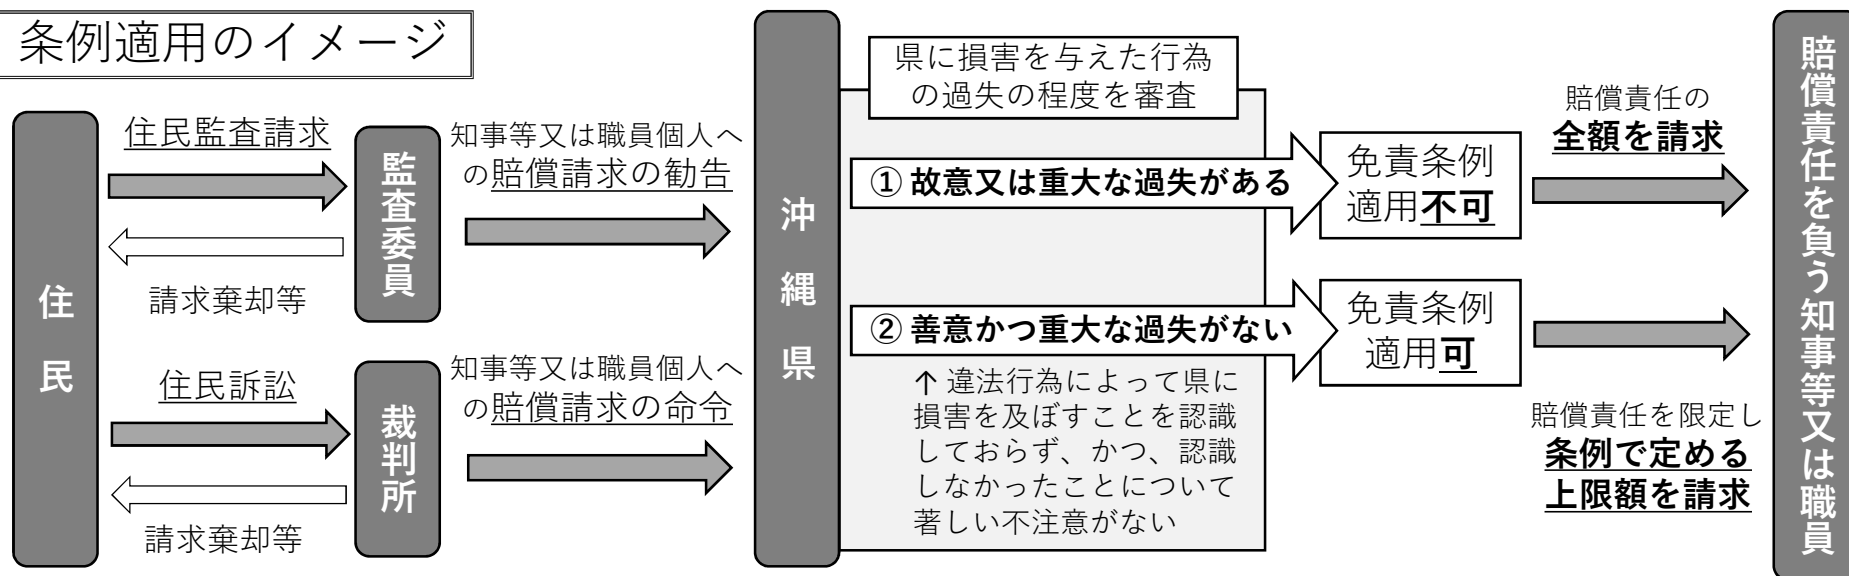 条例適用のイメージ
住民
住民監査請求
請求棄却等
監査委員
知事等又は職員個人へ
の賠償請求の勧告
住民訴訟
請求棄却等
裁判所
知事等又は職員個人へ
の賠償請求の命令
沖縄県
県に損害を与えた行為
の過失の程度を審査
① 故意又は重大な過失がある
免責条例
適用不可
賠償責任の
全額を請求
② 善意かつ重大な過失がない
免責条例
適用可
↑ 違法行為によって県に
損害を及ぼすことを認識
しておらず、かつ、認識
しなかったことについて
著しい不注意がない
賠償責任を限定し
条例で定める
上限額を請求
賠償責任を負う知事等又は職員